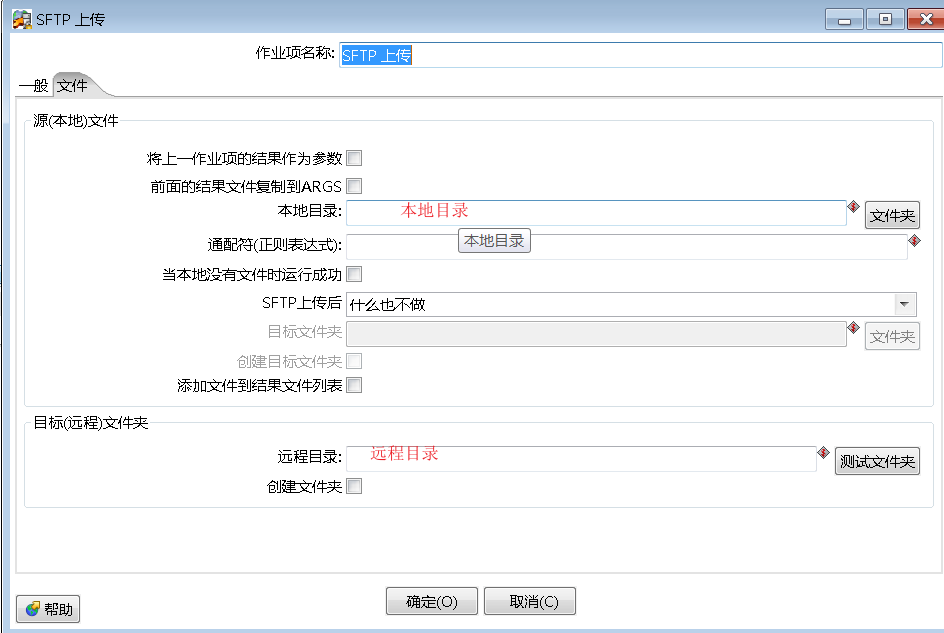 SFTP 上传
作业项名称: SFTP 上传
一般 文件
源(本地)文件
将上一作业项的结果作为参数
前面的结果文件复制到ARGS
本地目录: 本地目录 文件夹
本地目录
通配符(正则表达式):
当本地没有文件时运行成功
SFTP上传后 什么也不做
目标文件夹 文件夹
创建目标文件夹
添加文件到结果文件列表
目标(远程)文件夹
远程目录: 远程目录 测试文件夹
创建文件夹
帮助 确定(O) 取消(C)